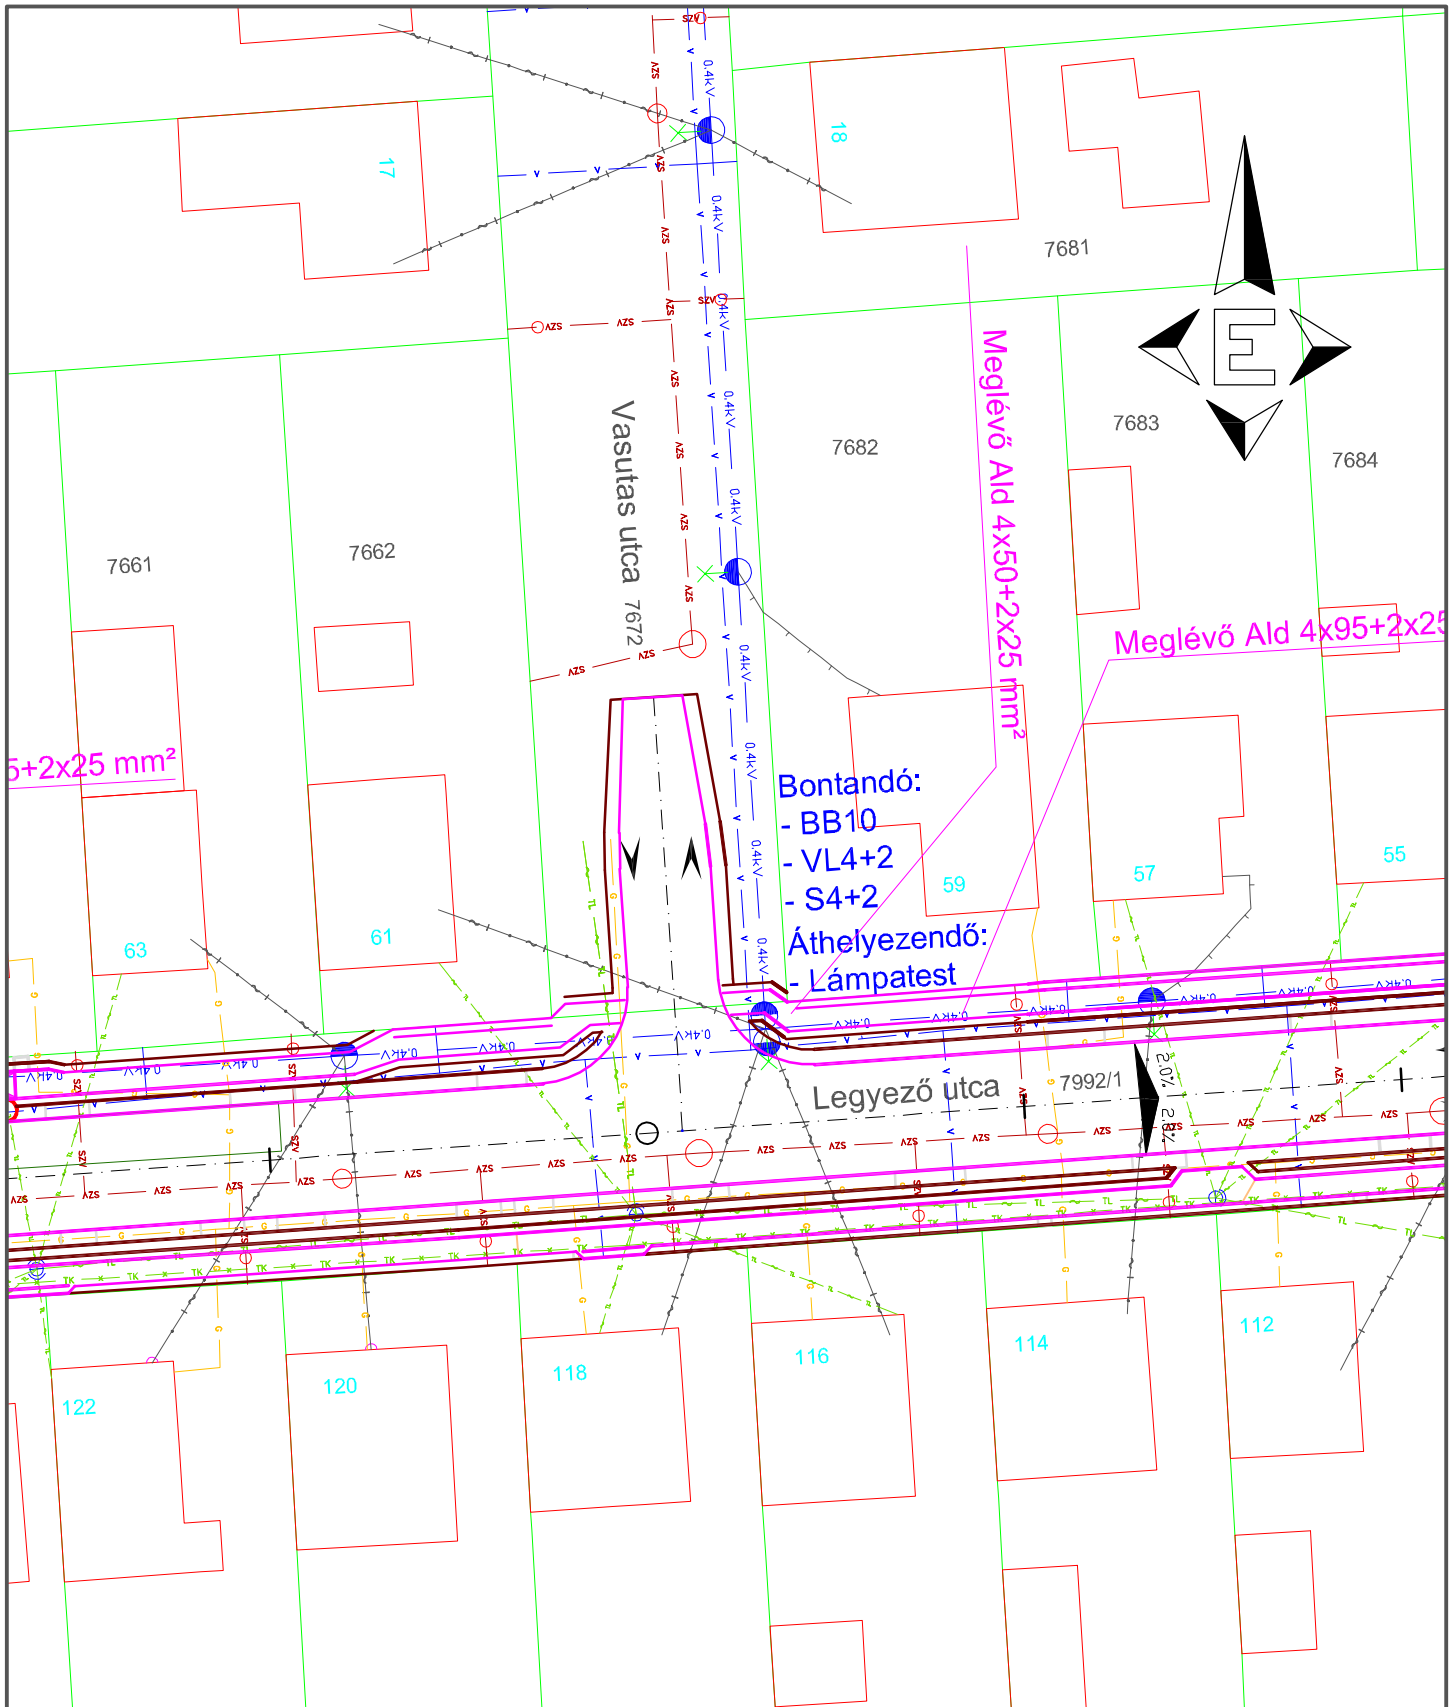 SZV
0.4kV
17
18
7681
E
7682
7683
7684
7661
7662
Vasutas utca 7672
Meglévő Ald 4x50+2x25 mm²
Meglévő Ald 4x95+2x25
5+2x25 mm²
Bontandó:
- BB10
- VL4+2
- S4+2
Áthelyezendő:
- Lámpatest
63
61
59
57
55
Legyező utca 7992/1
2.0%
122
120
118
116
114
112